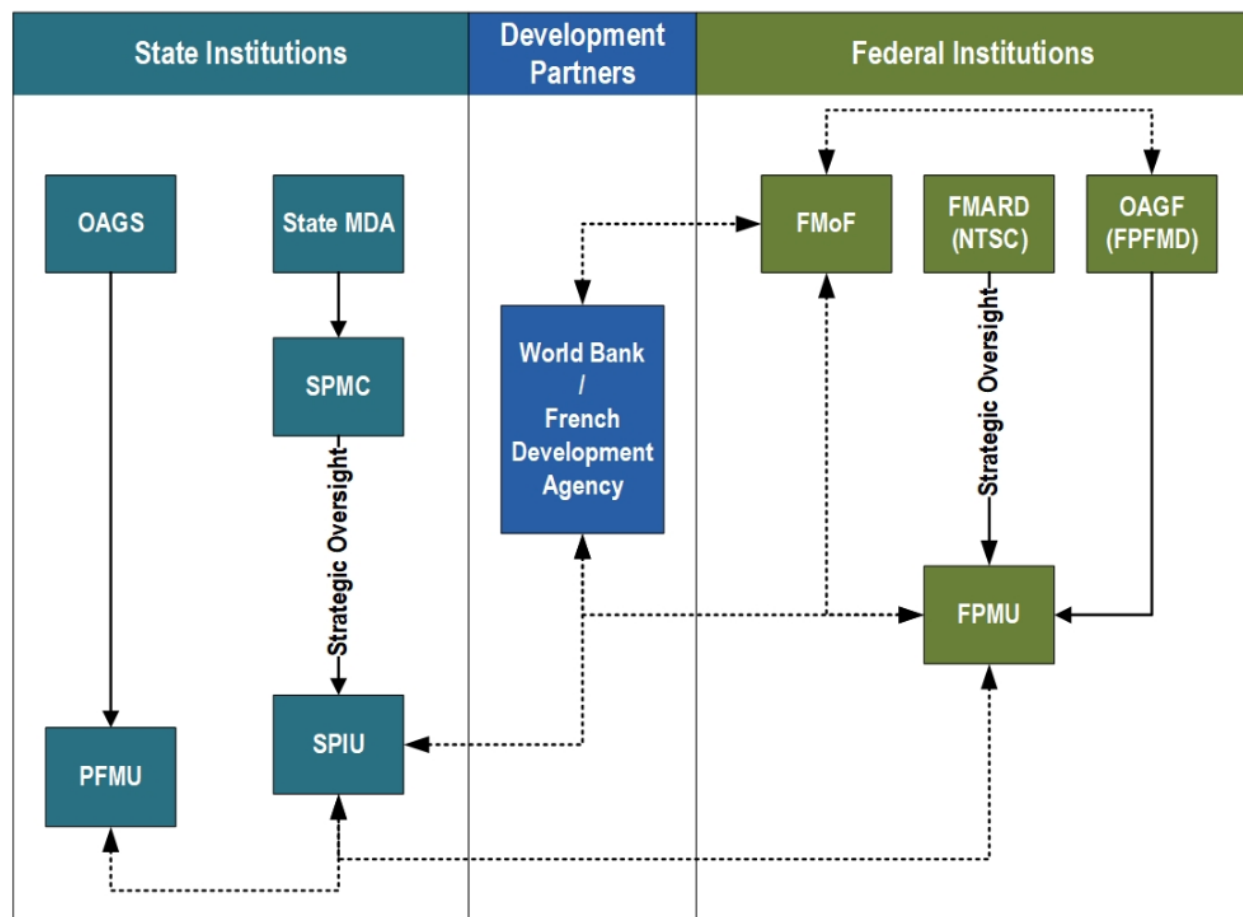 State Institutions
Development
Partners
Federal Institutions
OAGS
State MDA
FMoF
FMARD
(NTSC)
OAGF
(FPFMD)
SPMC
World Bank
/
French
Development
Agency
Strategic Oversight
Strategic Oversight
FPMU
SPIU
PFMU